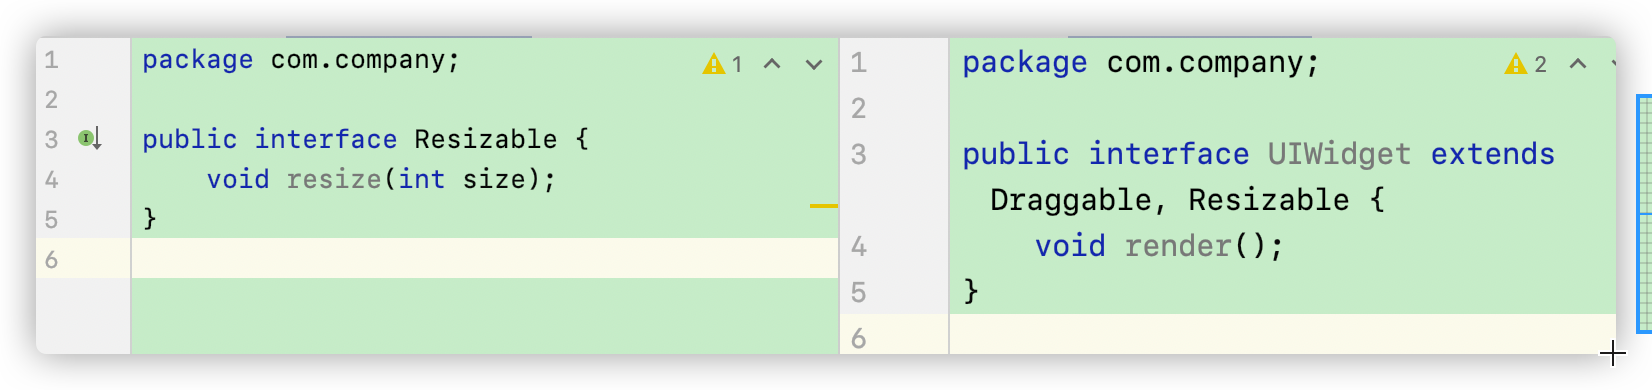 1 package com.company; 1
2
3 I public interface Resizable {
4 void resize(int size);
5 }
6
1 package com.company; 2
2
3 public interface UIWidget extends
Draggable, Resizable {
4 void render();
5 }
6